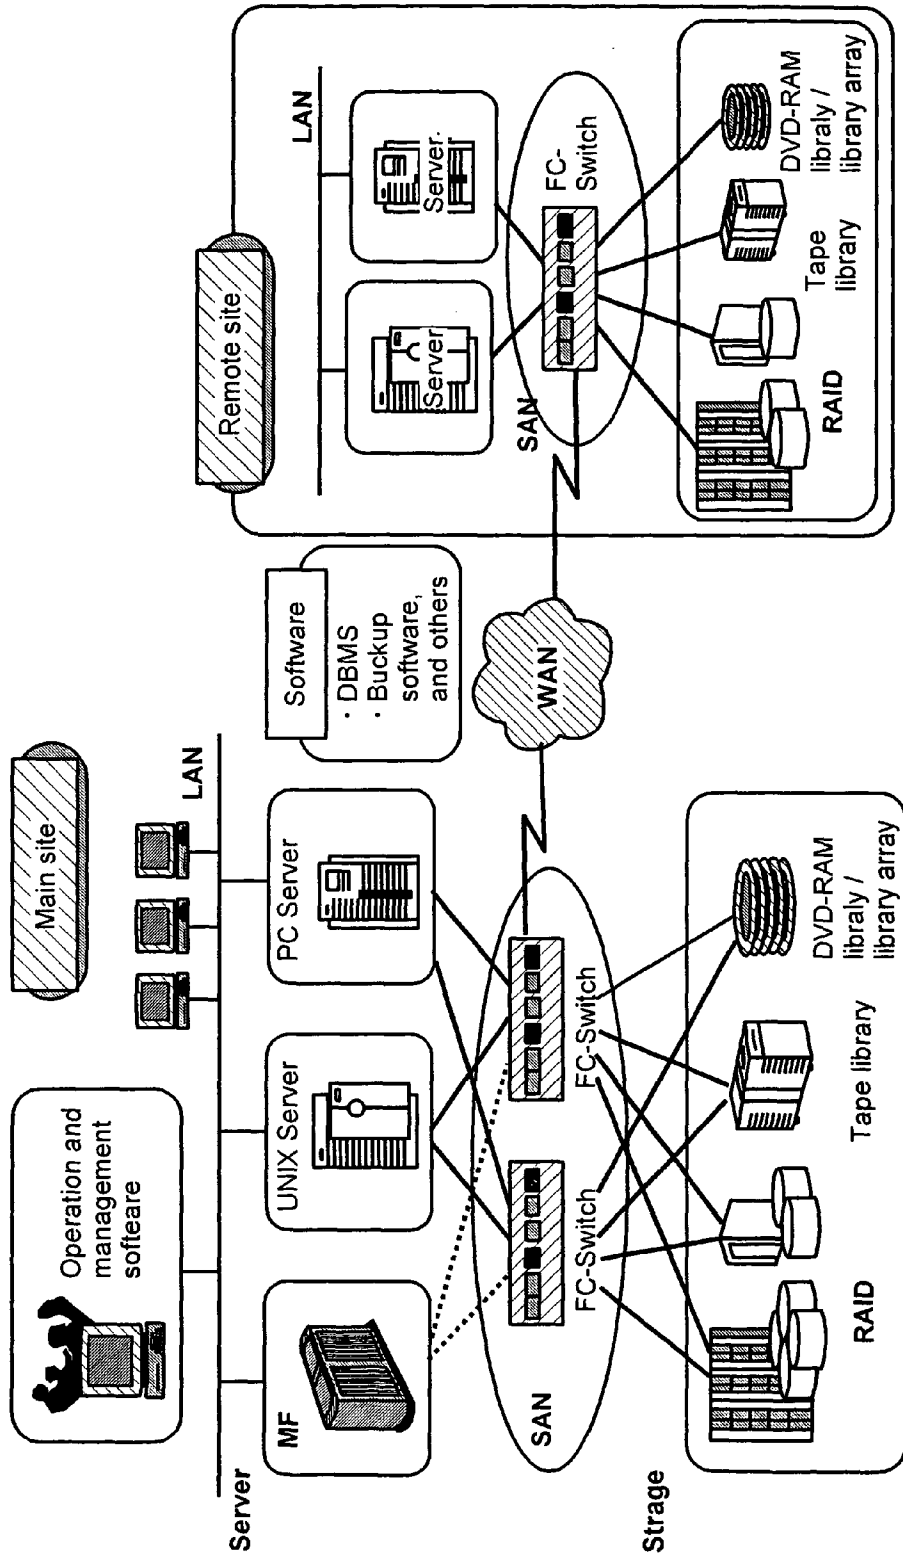 Main site
Operation and
management
softeare
LAN
Server
MF
UNIX Server
PC Server
Software
· DBMS
· Buckup
software,
and others
SAN
FC-Switch
FC-Switch
WAN
Strage
RAID
Tape library
DVD-RAM
libraly /
library array
Remote site
LAN
Server
Server
SAN
FC-
Switch
RAID
Tape
library
DVD-RAM
libraly /
library array